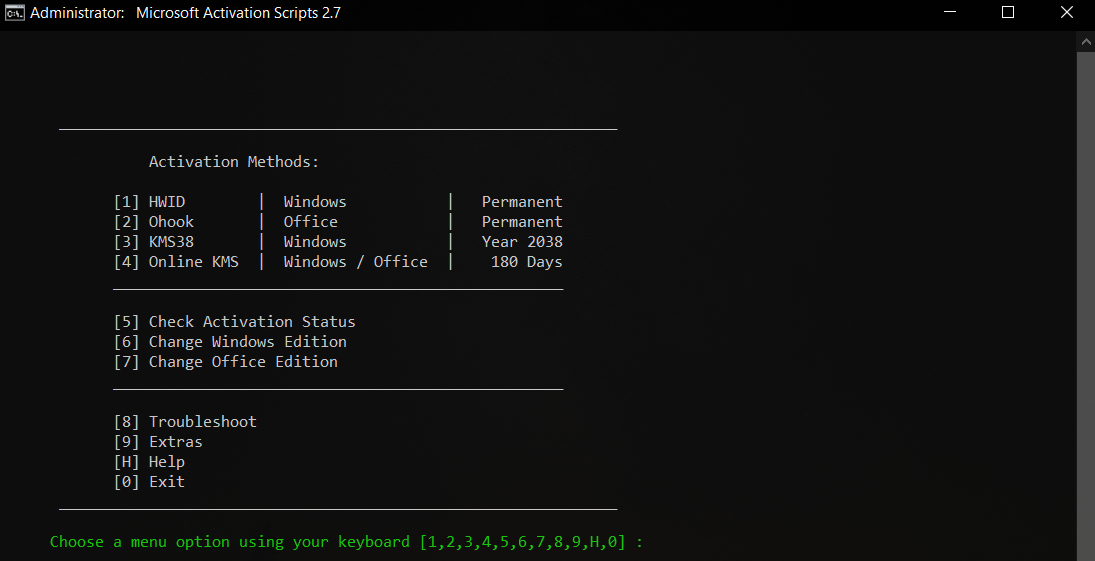 Administrator: Microsoft Activation Scripts 2.7
Activation Methods:
[1] HWID | Windows | Permanent
[2] Ohook | Office | Permanent
[3] KMS38 | Windows | Year 2038
[4] Online KMS | Windows / Office | 180 Days
[5] Check Activation Status
[6] Change Windows Edition
[7] Change Office Edition
[8] Troubleshoot
[9] Extras
[H] Help
[0] Exit
Choose a menu option using your keyboard [1,2,3,4,5,6,7,8,9,H,0] :